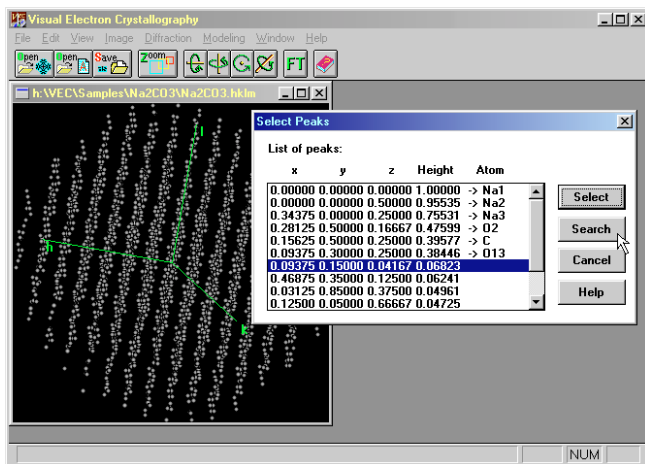 Visual Electron Crystallography
File Edit View Image Diffraction Modeling Window Help
Open Open Save Zoom FT
h:\VEC\Samples\Na2CO3\Na2CO3.hklm
l
h
k
Select Peaks
List of peaks:
x y z Height Atom
0.00000 0.00000 0.00000 1.00000 -> Na1
0.00000 0.00000 0.50000 0.95535 -> Na2
0.34375 0.00000 0.25000 0.75531 -> Na3
0.28125 0.50000 0.16667 0.47599 -> O2
0.15625 0.50000 0.25000 0.39577 -> C
0.09375 0.30000 0.25000 0.38446 -> O13
0.09375 0.15000 0.04167 0.06823
0.46875 0.35000 0.12500 0.06241
0.03125 0.85000 0.37500 0.04961
0.12500 0.05000 0.66667 0.04725
Select
Search
Cancel
Help
NUM